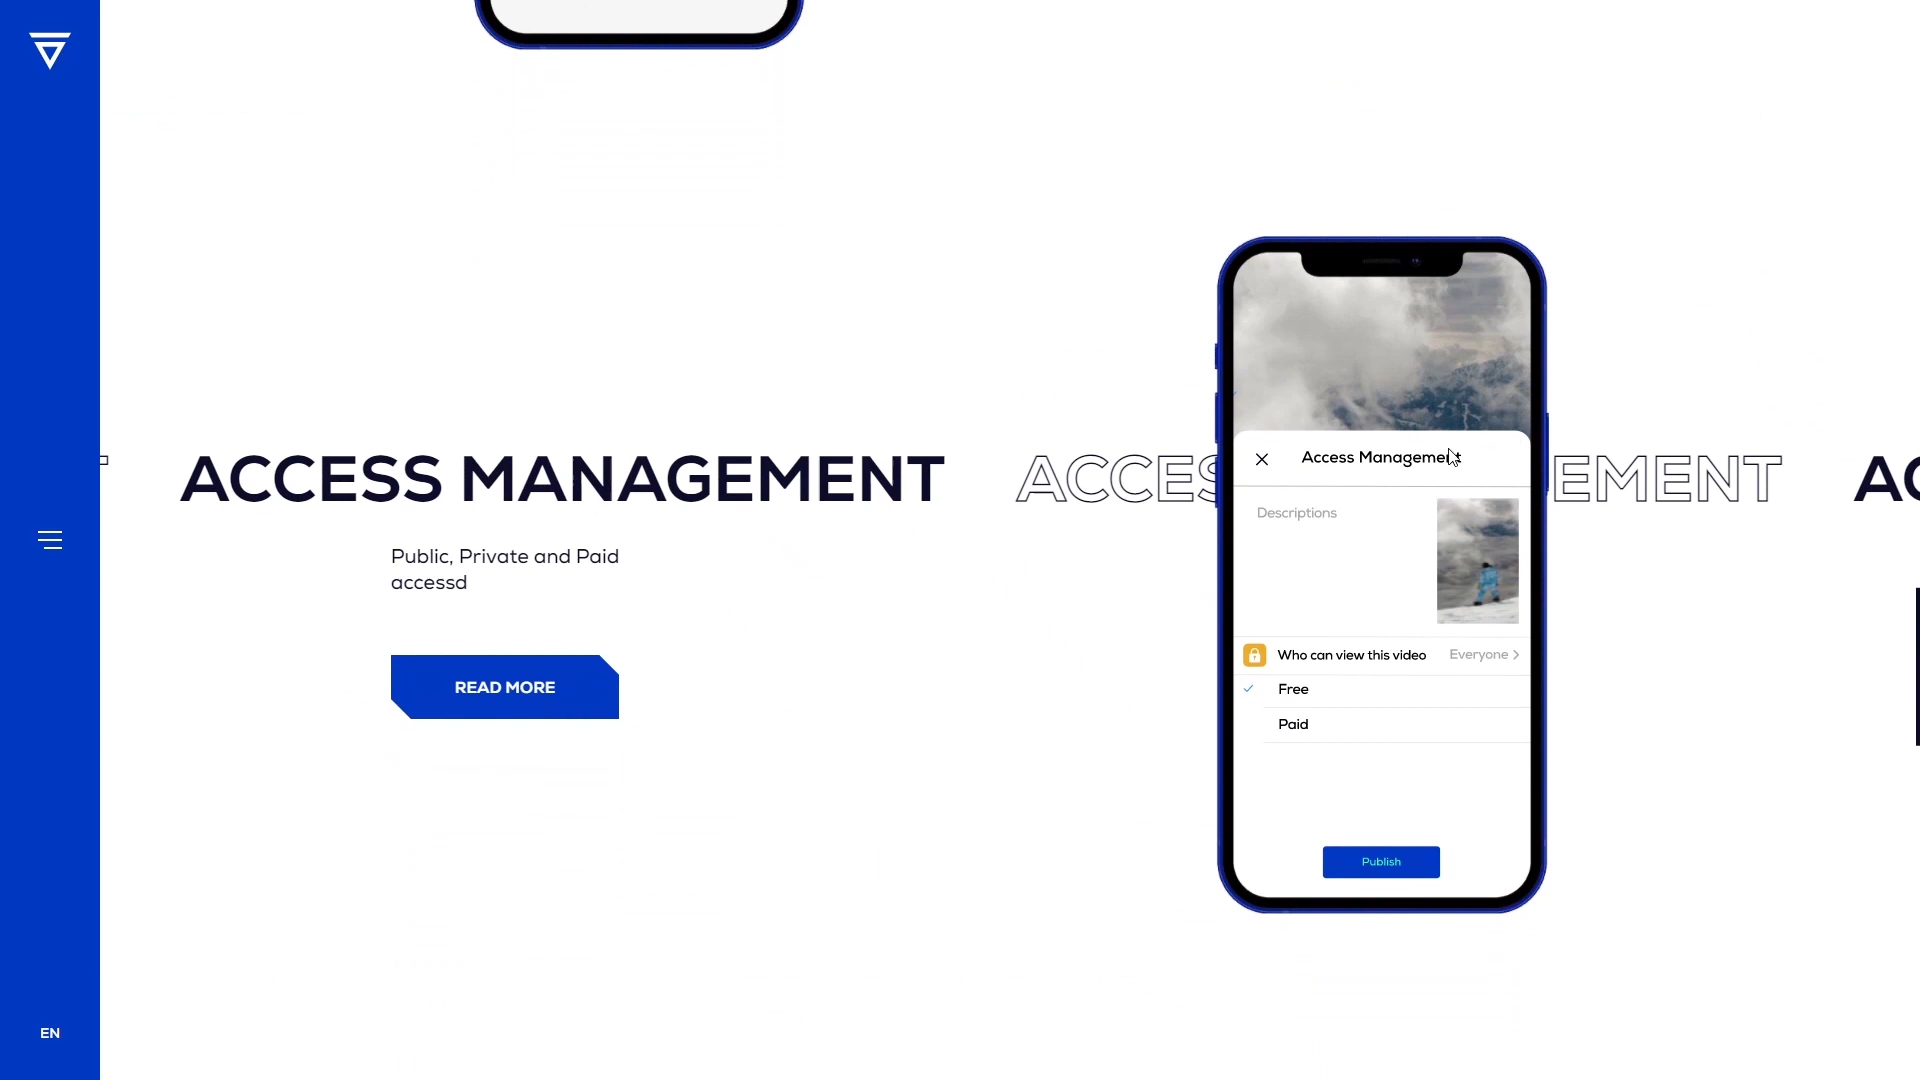 ACCESS MANAGEMENT
Public, Private and Paid
accessd
READ MORE
EN
ACCES
EMENT
AC
Access Management
Descriptions
Who can view this video Everyone
Free
Paid
Publish